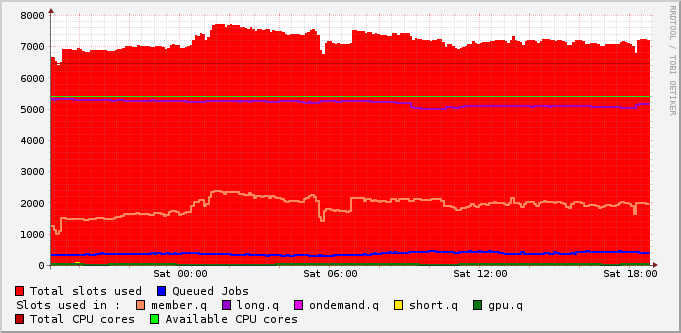 8000
7000
6000
5000
4000
3000
2000
1000
0
Sat 00:00 Sat 06:00 Sat 12:00 Sat 18:00
Total slots used Queued Jobs
Slots used in : member.q long.q ondemand.q short.q gpu.q
Total CPU cores Available CPU cores
RRDTOOL / TOBI OETIKER